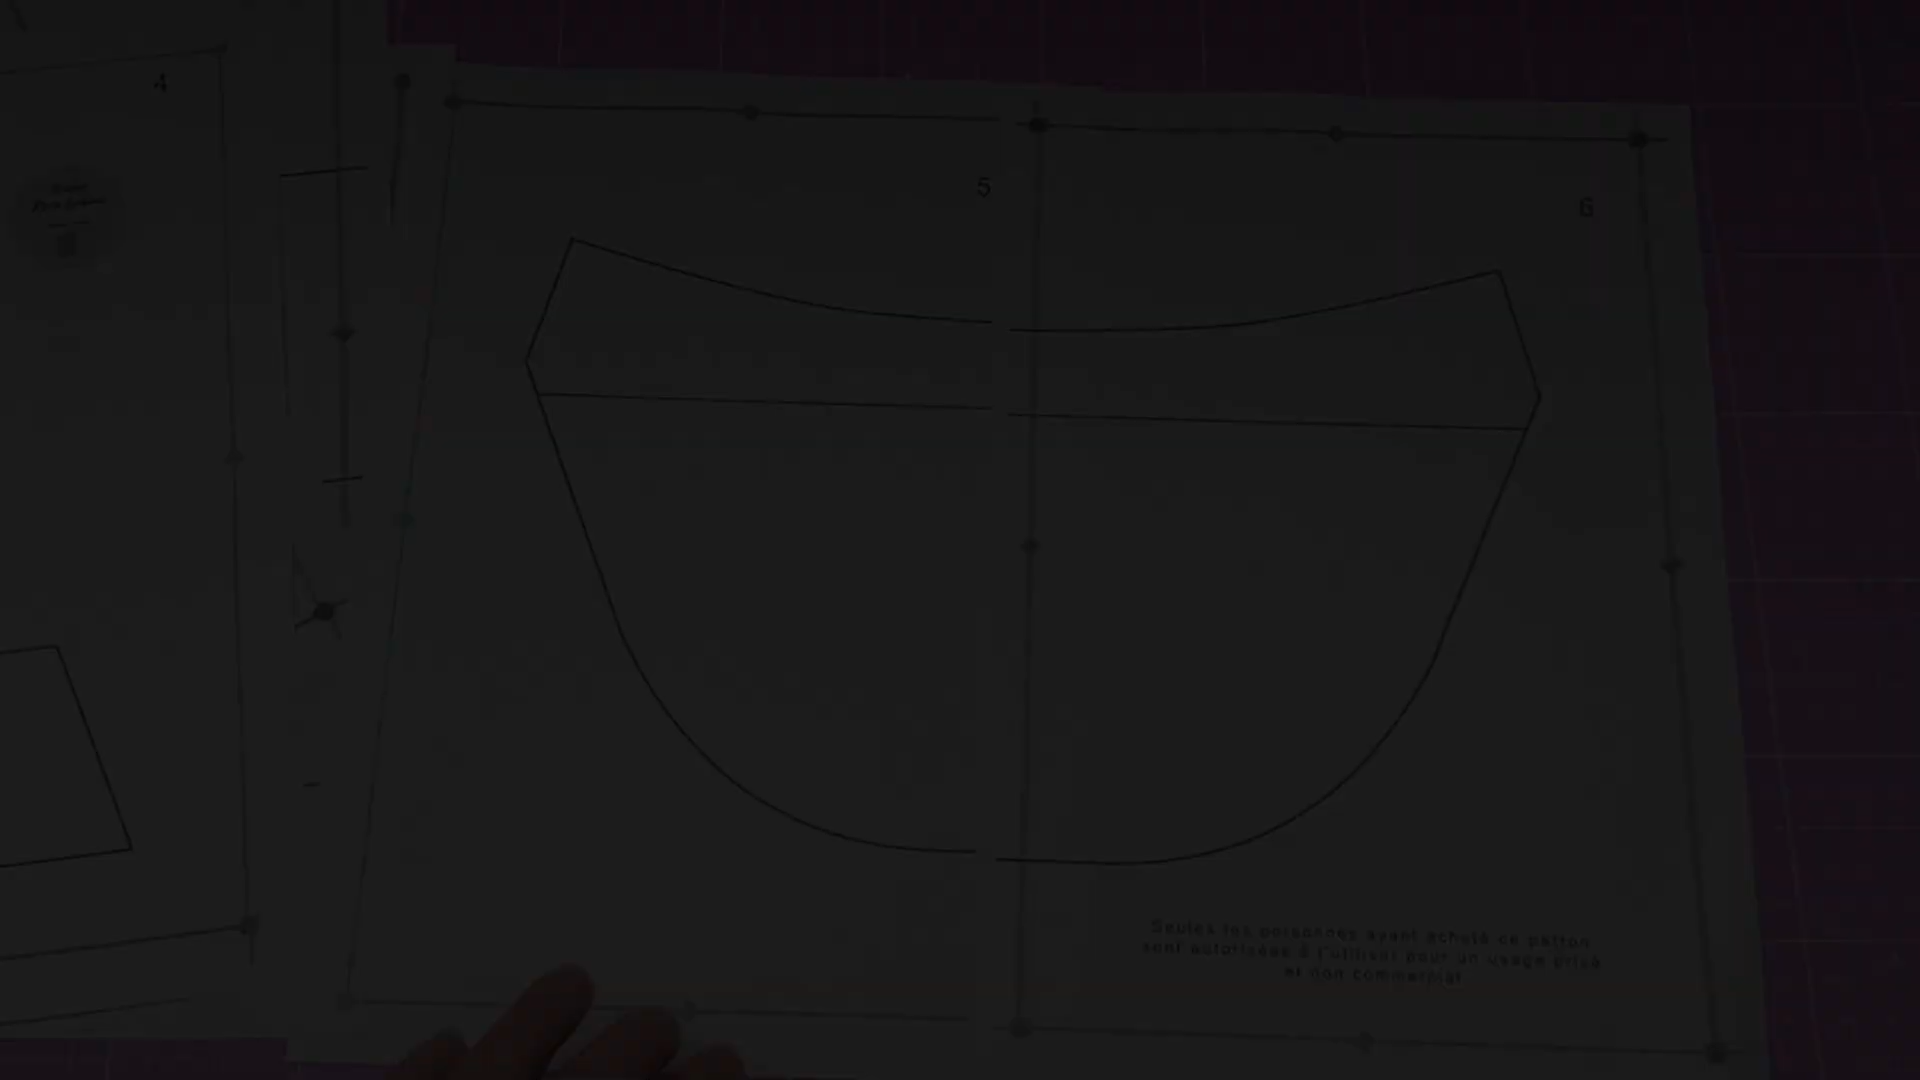 4
5
6
Seules les personnes ayant acheté ce patron
sont autorisées à l'utiliser pour un usage privé
et non commercial